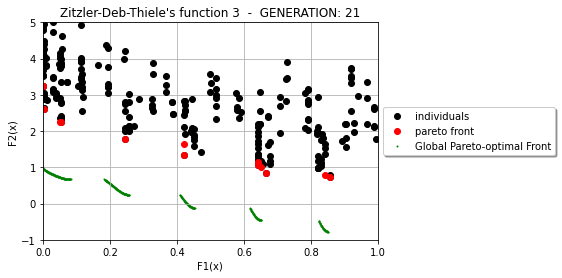 Zitzler-Deb-Thiele's function 3 - GENERATION: 21
5
4
3
2
1
0
−1
F2(x)
0.0 0.2 0.4 0.6 0.8 1.0
F1(x)
individuals
pareto front
Global Pareto-optimal Front